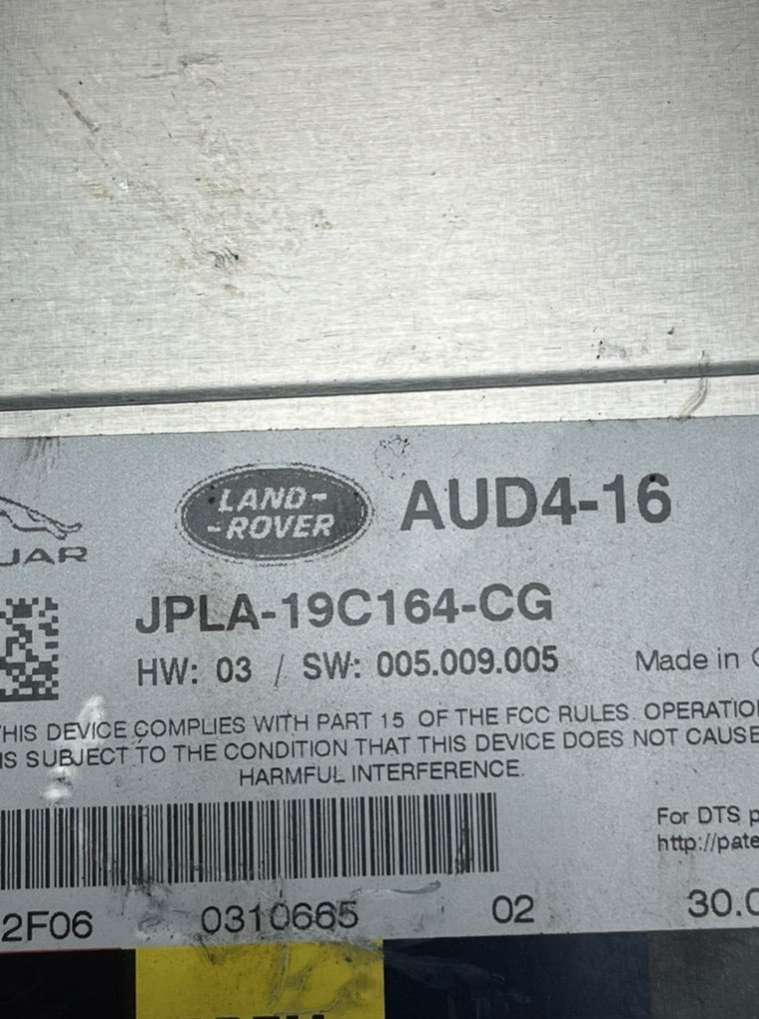 LAND-
-ROVER
AUD4-16
UAR
JPLA-19C164-CG
HW: 03 / SW: 005.009.005
Made in
THIS DEVICE COMPLIES WITH PART 15 OF THE FCC RULES. OPERATION
IS SUBJECT TO THE CONDITION THAT THIS DEVICE DOES NOT CAUSE
HARMFUL INTERFERENCE.
For DTS p
http://pate
2F06 0310665 02 30.0